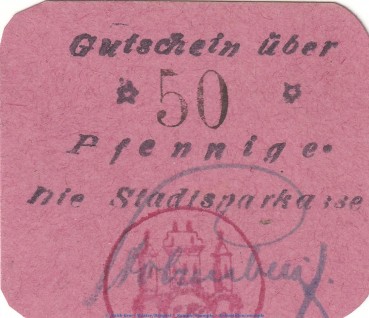 Gutschein über
50
Pfennige.
Die Stadtsparkasse